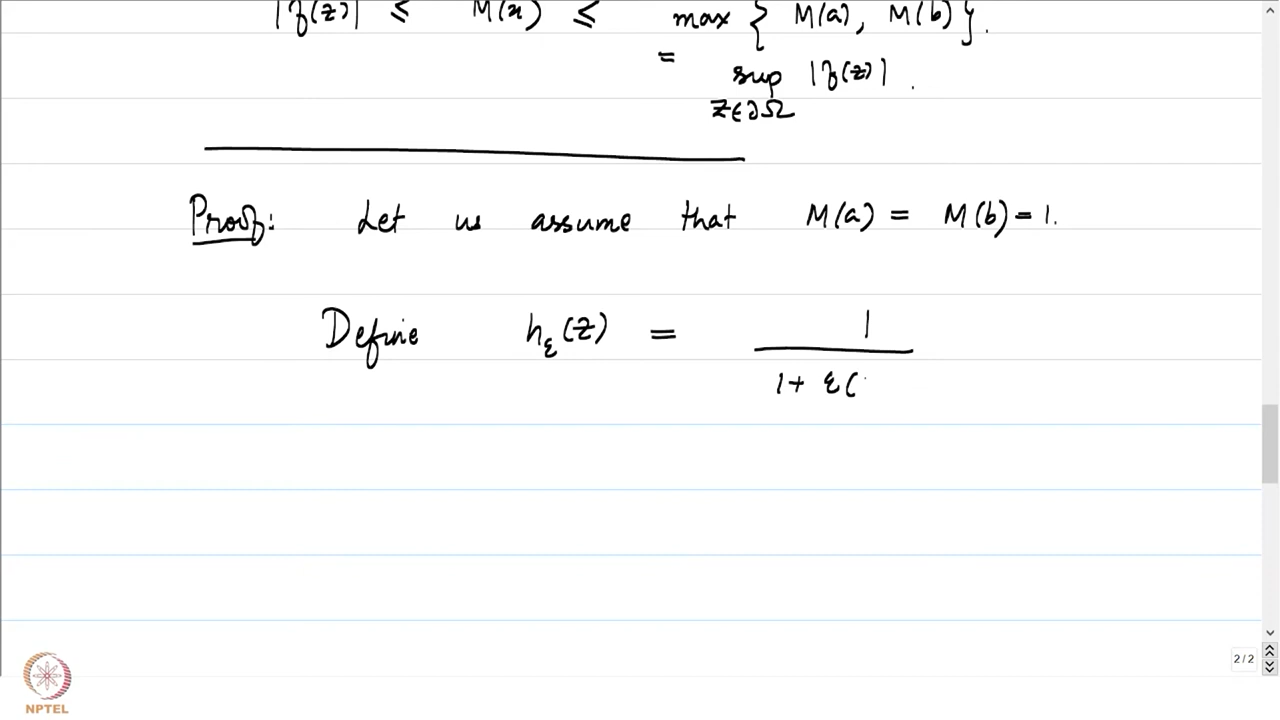 |f(z)| ≤ M(x) ≤ max { M(a), M(b) }.
= sup |f(z)|.
z∈∂Ω
Proof: Let us assume that M(a) = M(b) = 1.
Define h_ε(z) = 1
1 + ε(
2 / 2
NPTEL